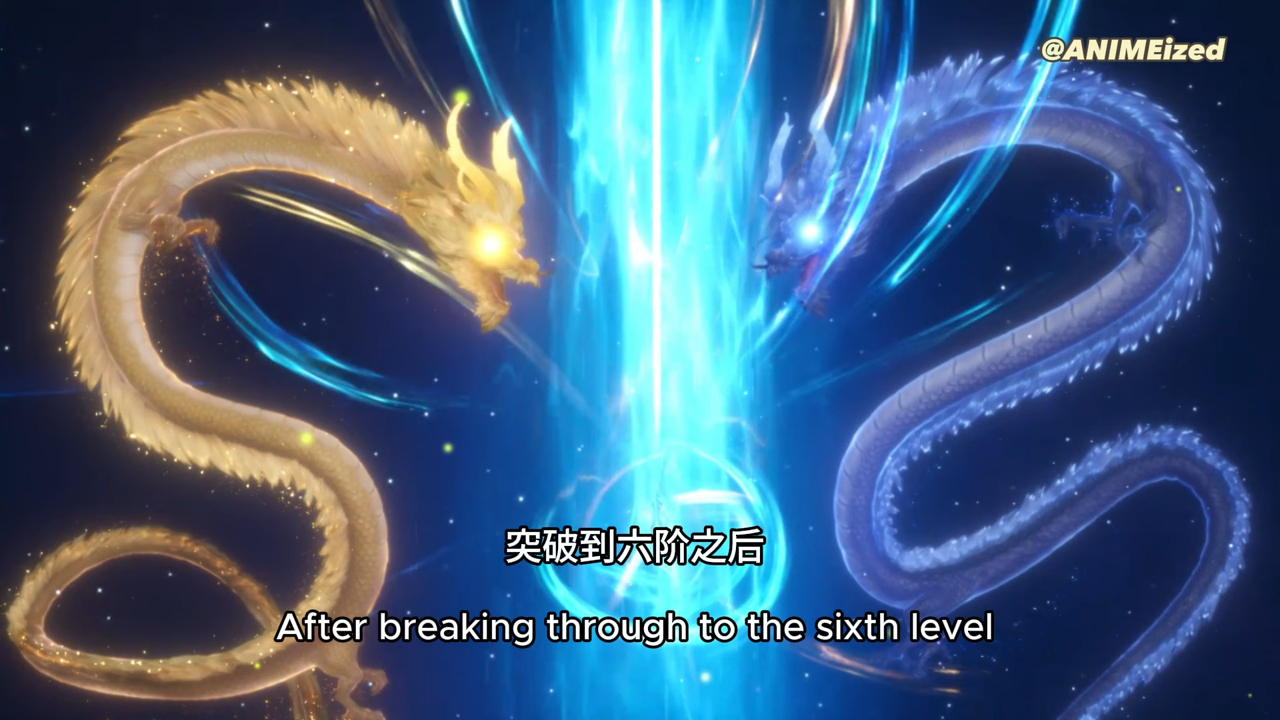 @ANIMEized
突破到六阶之后
After breaking through to the sixth level